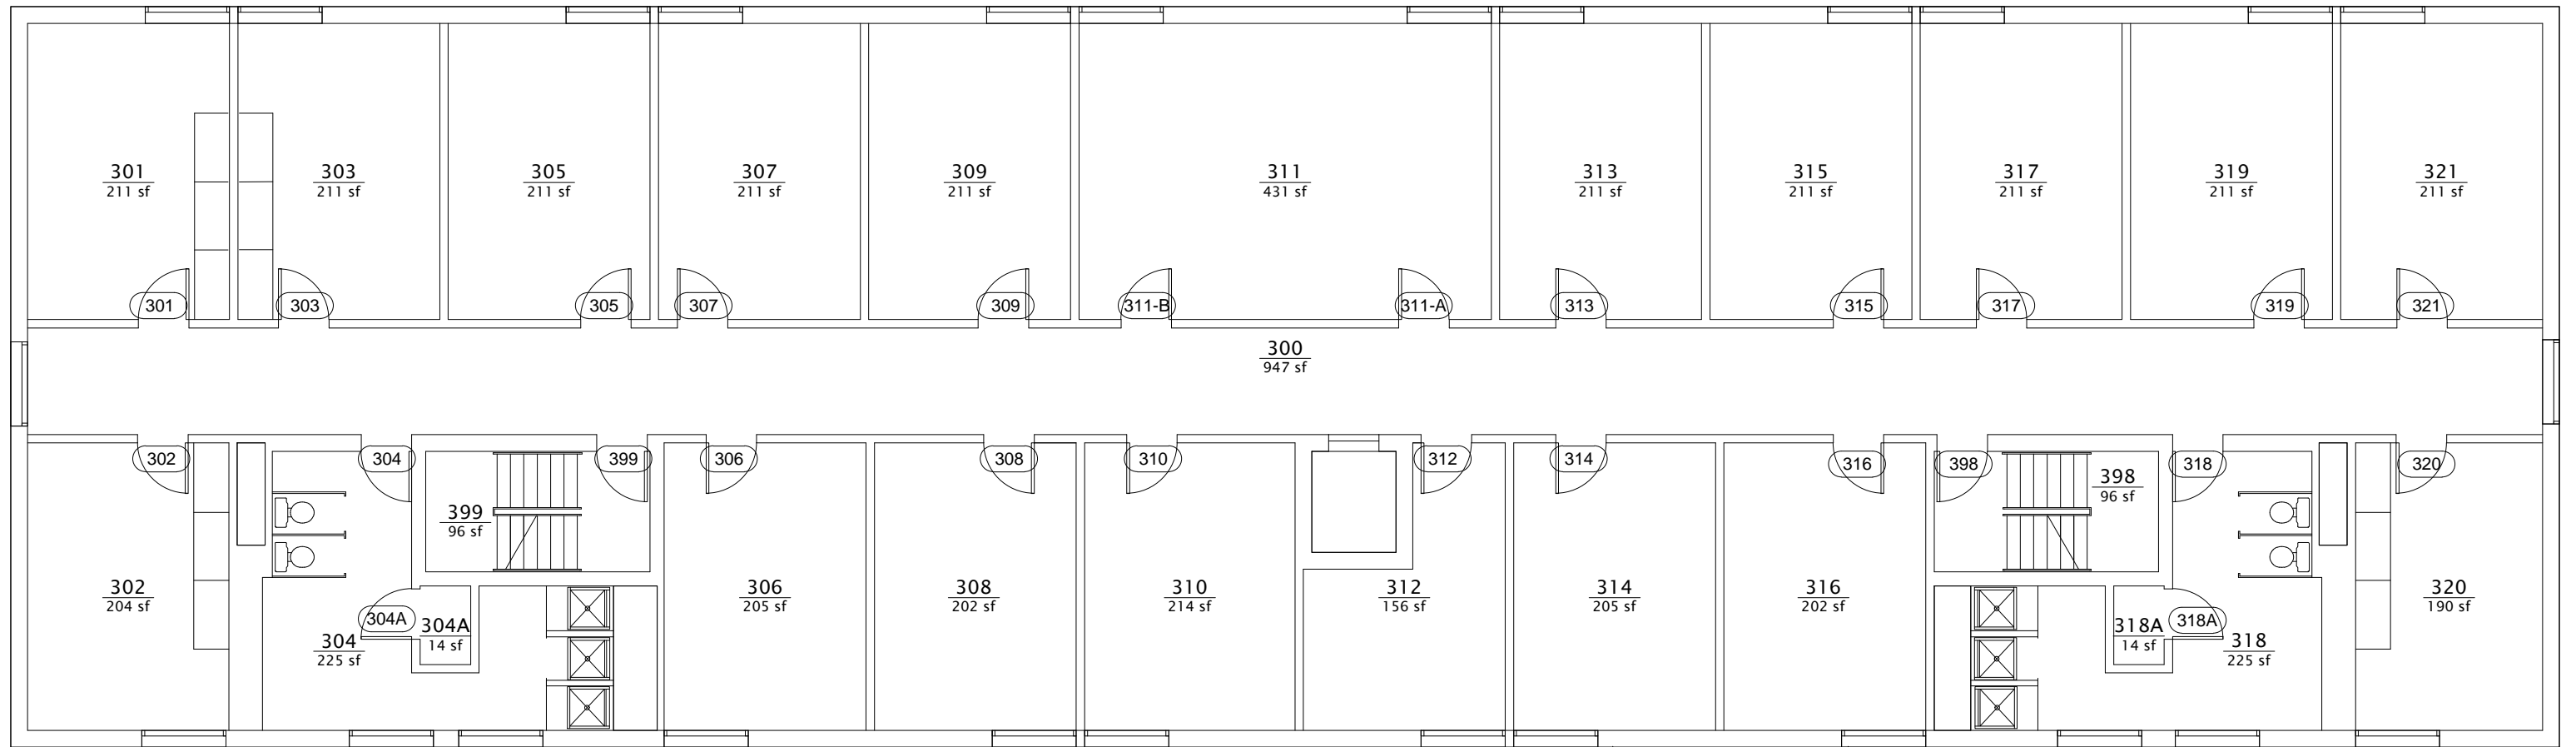 301
211 sf
303
211 sf
305
211 sf
307
211 sf
309
211 sf
311
431 sf
313
211 sf
315
211 sf
317
211 sf
319
211 sf
321
211 sf
301
303
305
307
309
311-B
311-A
313
315
317
319
321
300
947 sf
302
304
399
306
308
310
312
314
316
398
318
320
399
96 sf
398
96 sf
302
204 sf
306
205 sf
308
202 sf
310
214 sf
312
156 sf
314
205 sf
316
202 sf
320
190 sf
304A
304A
14 sf
304
225 sf
318A
14 sf
318A
318
225 sf